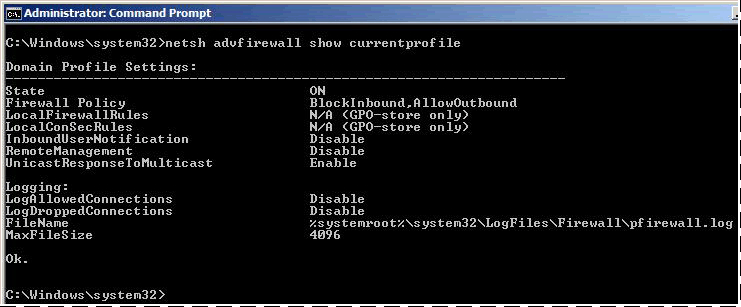 Administrator: Command Prompt
C:\Windows\system32>netsh advfirewall show currentprofile
Domain Profile Settings:
----------------------------------------------------------------------
State ON
Firewall Policy BlockInbound,AllowOutbound
LocalFirewallRules N/A (GPO-store only)
LocalConSecRules N/A (GPO-store only)
InboundUserNotification Disable
RemoteManagement Disable
UnicastResponseToMulticast Enable
Logging:
LogAllowedConnections Disable
LogDroppedConnections Disable
FileName %systemroot%\system32\LogFiles\Firewall\pfirewall.log
MaxFileSize 4096
Ok.
C:\Windows\system32>